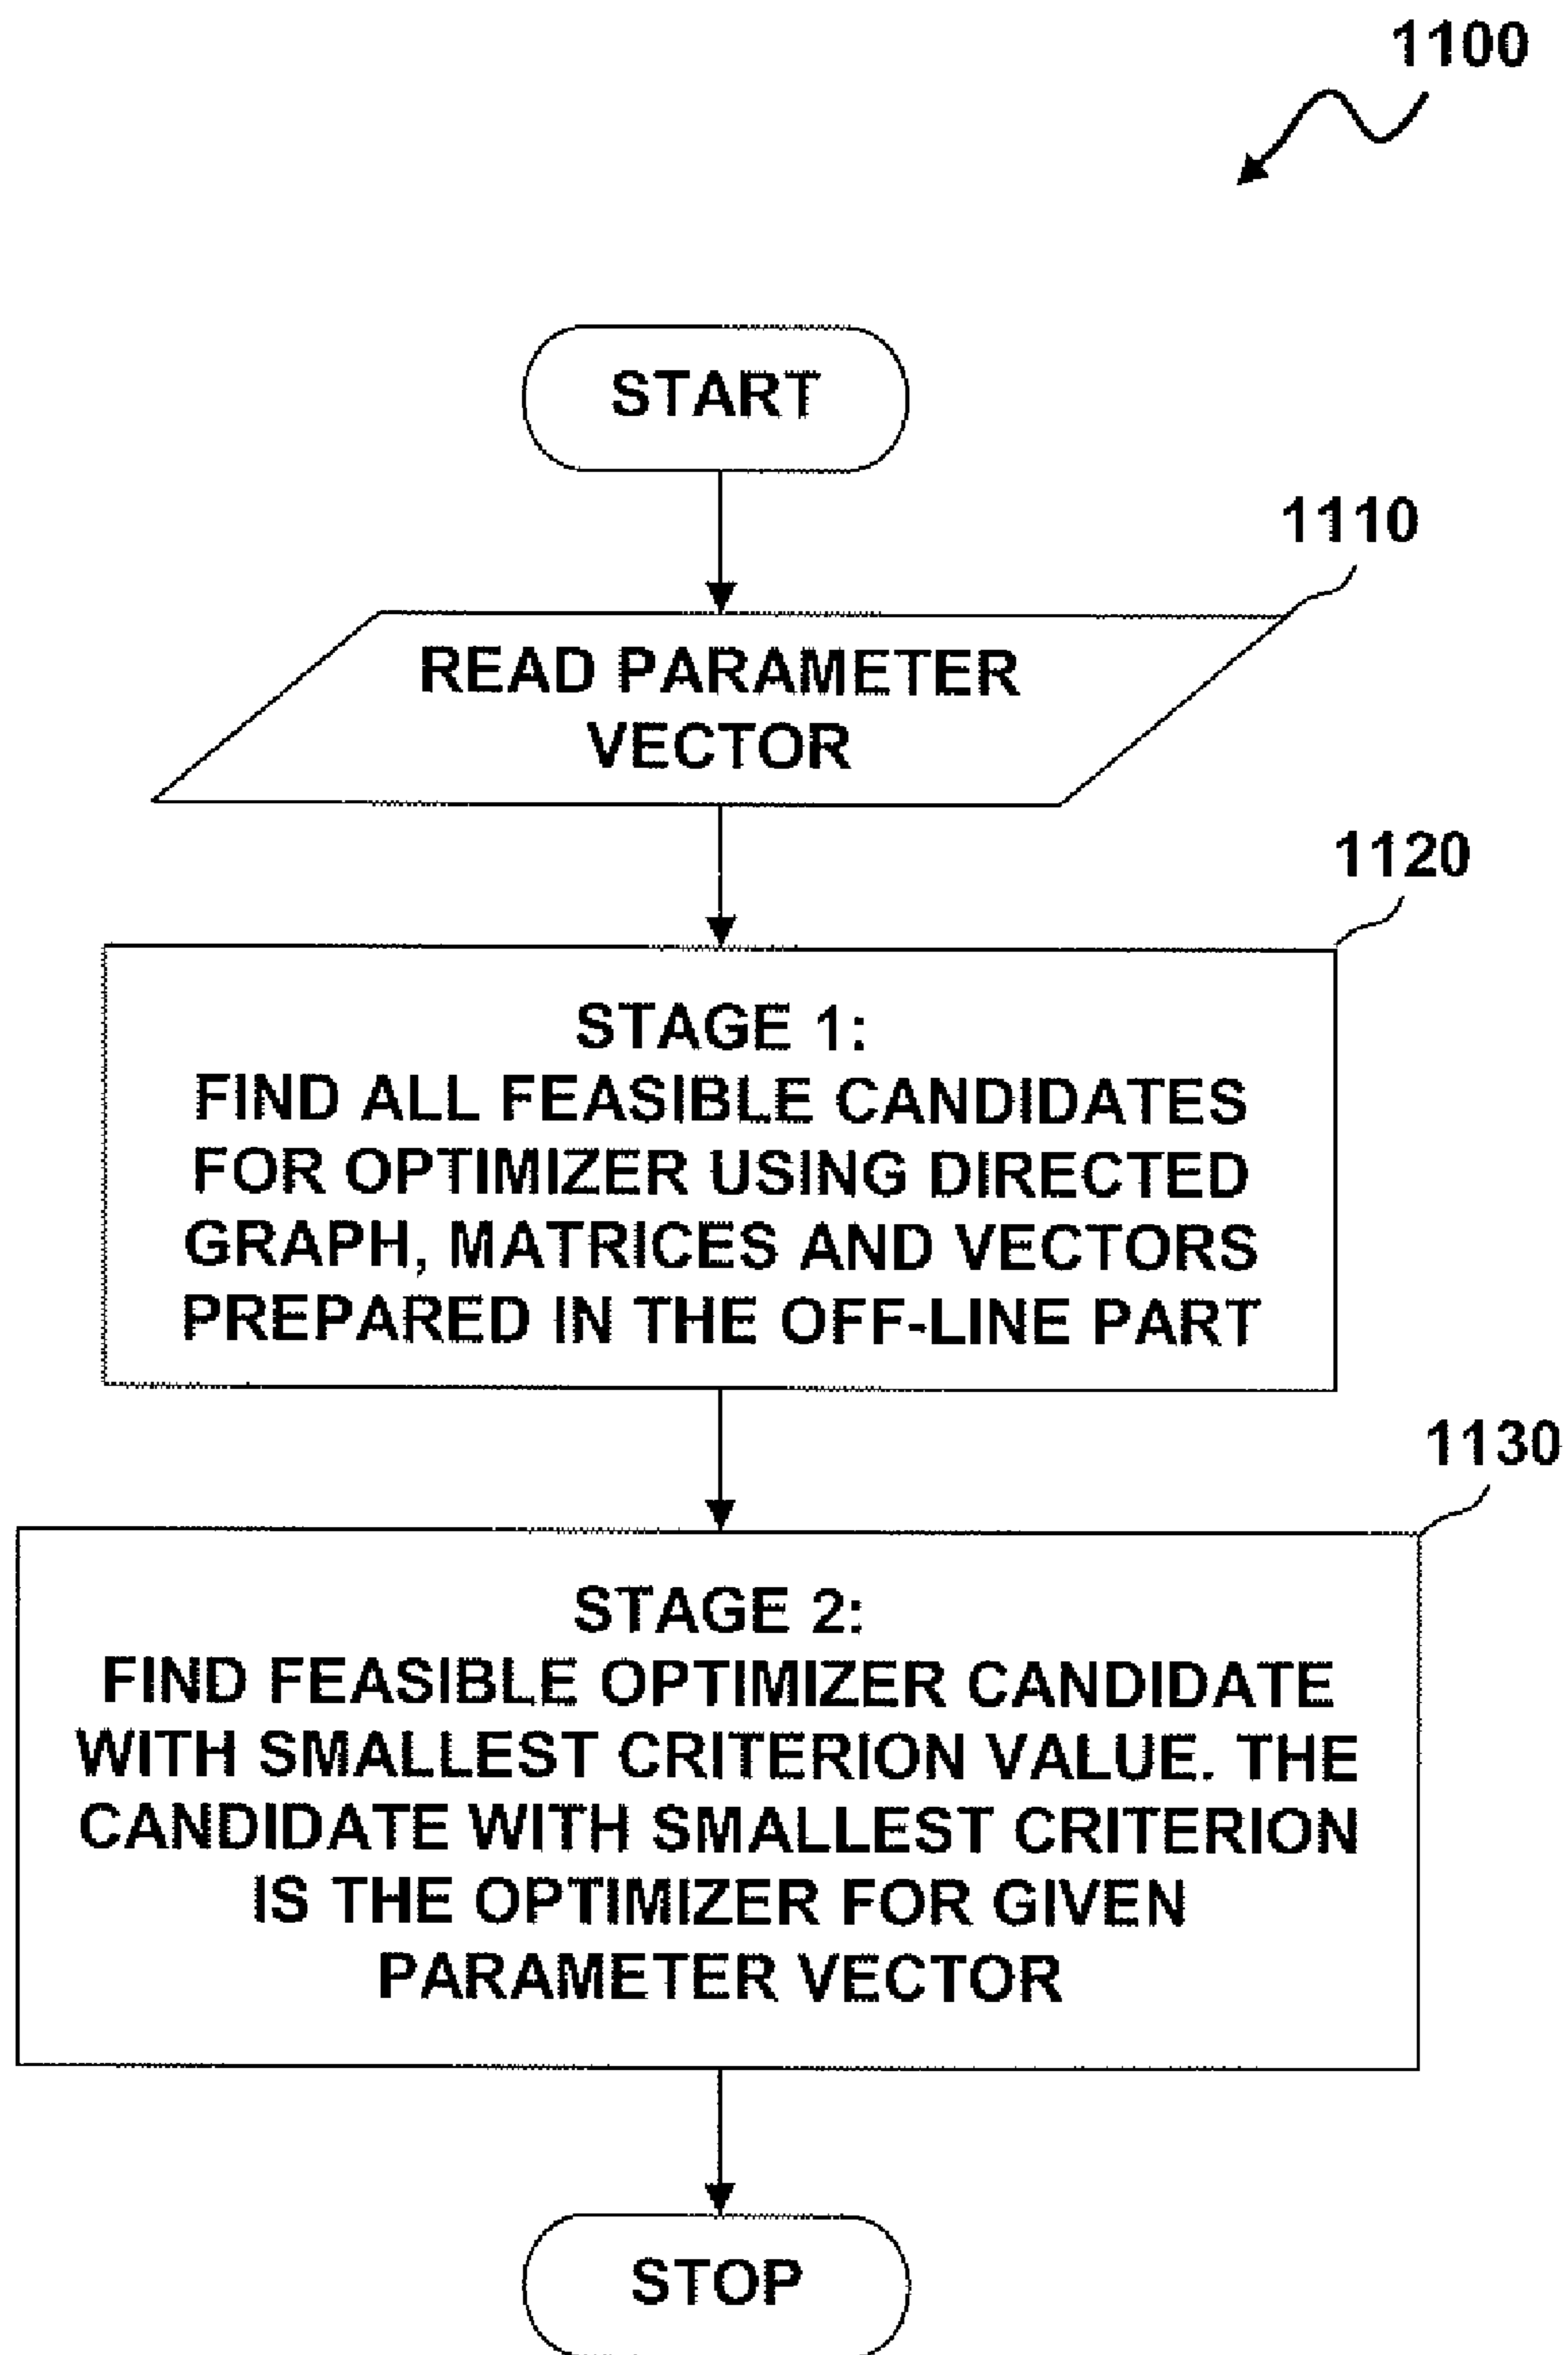 1100
START
1110
READ PARAMETER
VECTOR
1120
STAGE 1:
FIND ALL FEASIBLE CANDIDATES
FOR OPTIMIZER USING DIRECTED
GRAPH, MATRICES AND VECTORS
PREPARED IN THE OFF-LINE PART
1130
STAGE 2:
FIND FEASIBLE OPTIMIZER CANDIDATE
WITH SMALLEST CRITERION VALUE. THE
CANDIDATE WITH SMALLEST CRITERION
IS THE OPTIMIZER FOR GIVEN
PARAMETER VECTOR
STOP